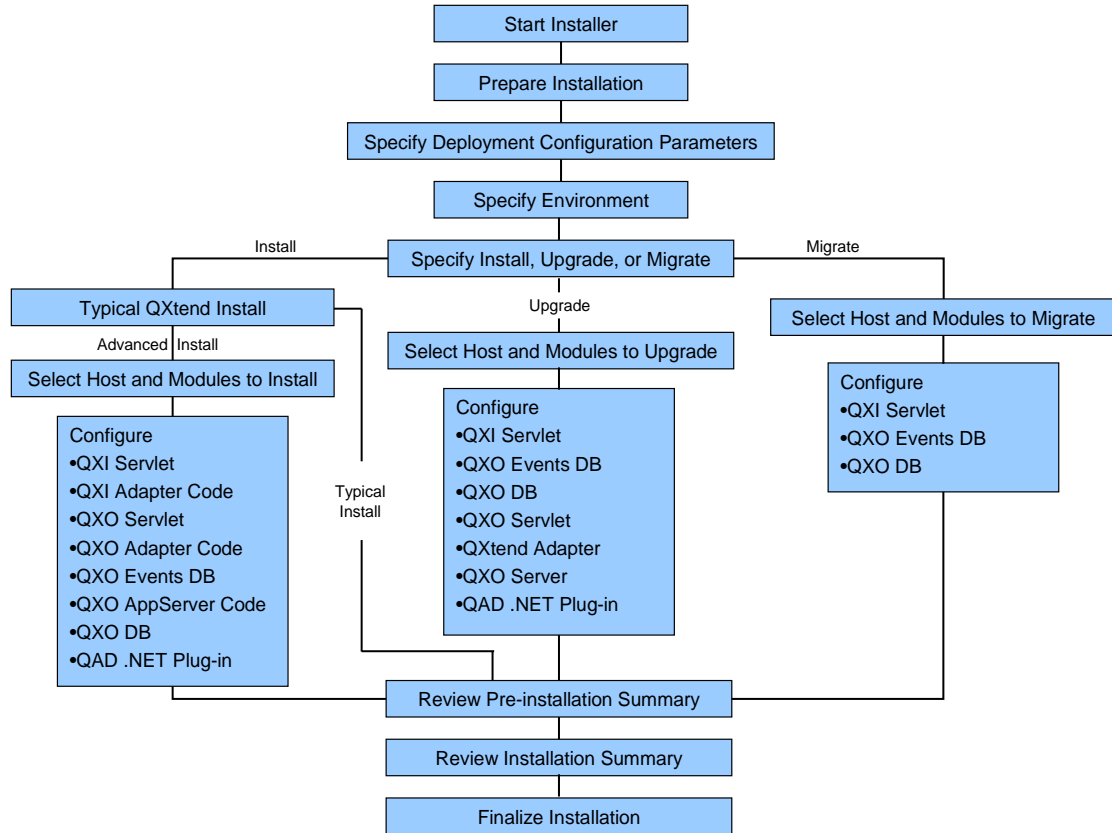 Start Installer
Prepare Installation
Specify Deployment Configuration Parameters
Specify Environment
Install
Specify Install, Upgrade, or Migrate
Migrate
Typical QXtend Install
Upgrade
Select Host and Modules to Migrate
Advanced Install
Select Host and Modules to Install
Select Host and Modules to Upgrade
Configure
•QXI Servlet
•QXI Adapter Code
•QXO Servlet
•QXO Adapter Code
•QXO Events DB
•QXO AppServer Code
•QXO DB
•QAD .NET Plug-in
Typical
Install
Configure
•QXI Servlet
•QXO Events DB
•QXO DB
•QXO Servlet
•QXtend Adapter
•QXO Server
•QAD .NET Plug-in
Configure
•QXI Servlet
•QXO Events DB
•QXO DB
Review Pre-installation Summary
Review Installation Summary
Finalize Installation